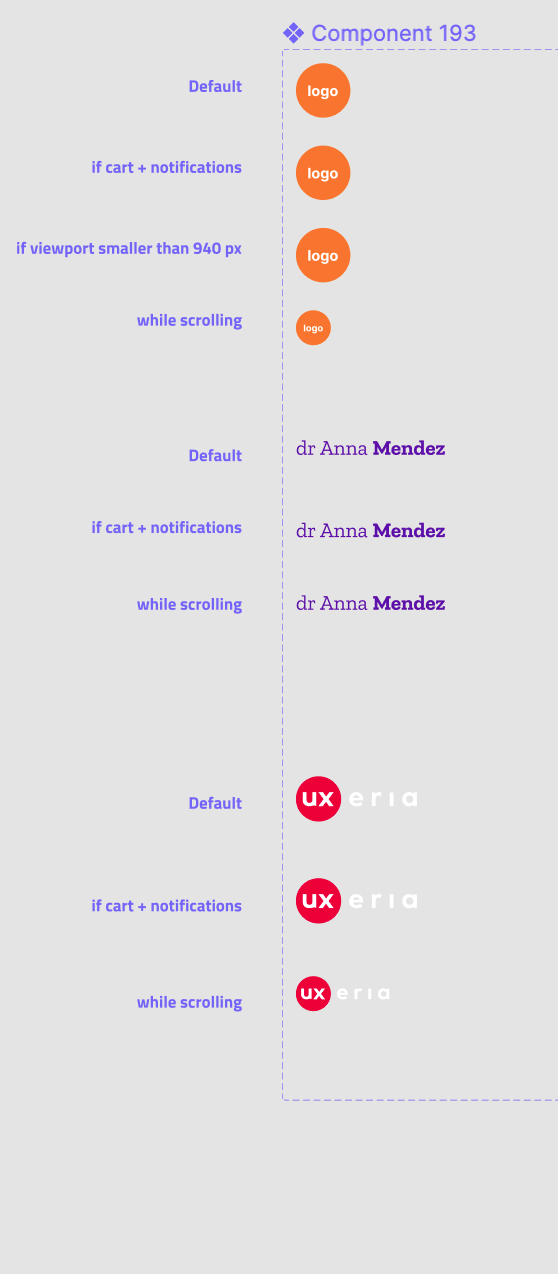 Component 193
Default
logo
if cart + notifications
logo
if viewport smaller than 940 px
logo
while scrolling
logo
Default
dr Anna Mendez
if cart + notifications
dr Anna Mendez
while scrolling
dr Anna Mendez
Default
ux eria
if cart + notifications
ux eria
while scrolling
ux eria